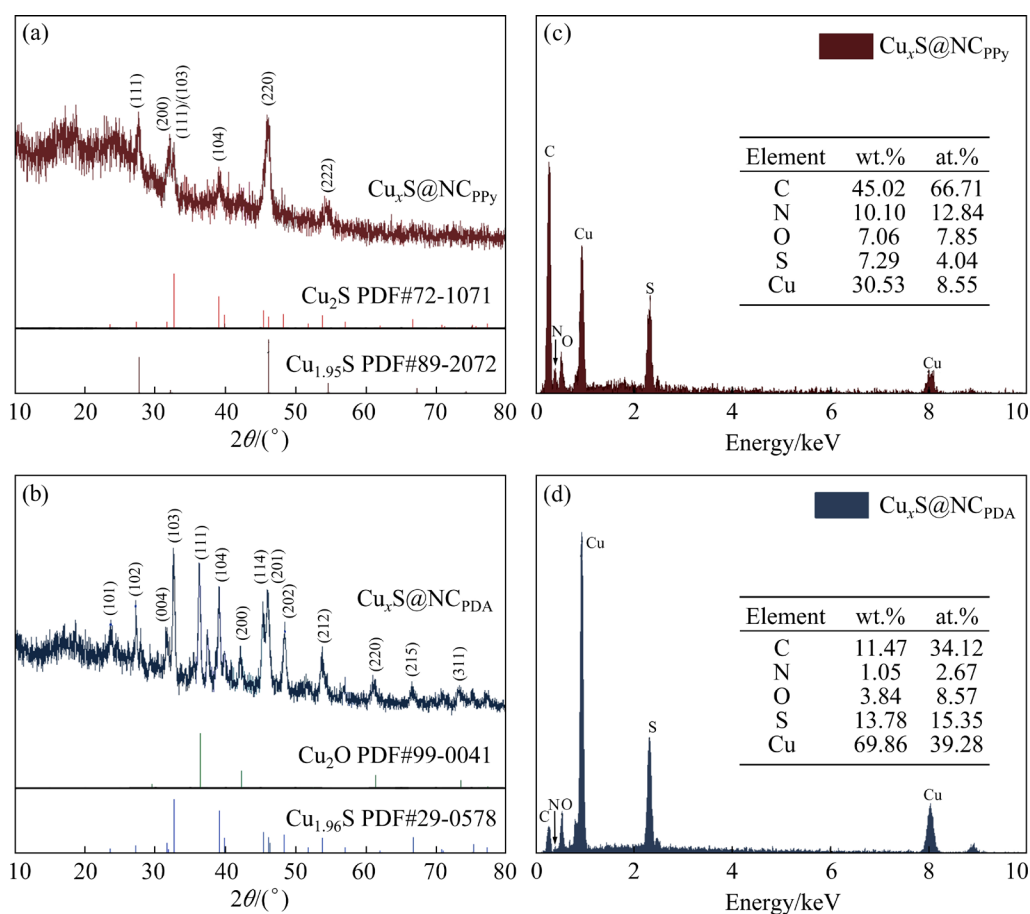 (a)
(111)
(200)
(111)/(103)
(104)
(220)
(222)
CuxS@NCPPy
Cu2S PDF#72-1071
Cu1.95S PDF#89-2072
10 20 30 40 50 60 70 80
2θ/(°)
(c)
CuxS@NCPPy
C
N
O
Cu
S
Cu
Element wt.% at.%
C 45.02 66.71
N 10.10 12.84
O 7.06 7.85
S 7.29 4.04
Cu 30.53 8.55
0 2 4 6 8 10
Energy/keV
(b)
(101)
(102)
(004)
(103)
(111)
(104)
(200)
(114)
(201)
(202)
(212)
(220)
(215)
(311)
CuxS@NCPDA
Cu2O PDF#99-0041
Cu1.96S PDF#29-0578
10 20 30 40 50 60 70 80
2θ/(°)
(d)
CuxS@NCPDA
C
N
O
Cu
S
Cu
Element wt.% at.%
C 11.47 34.12
N 1.05 2.67
O 3.84 8.57
S 13.78 15.35
Cu 69.86 39.28
0 2 4 6 8 10
Energy/keV